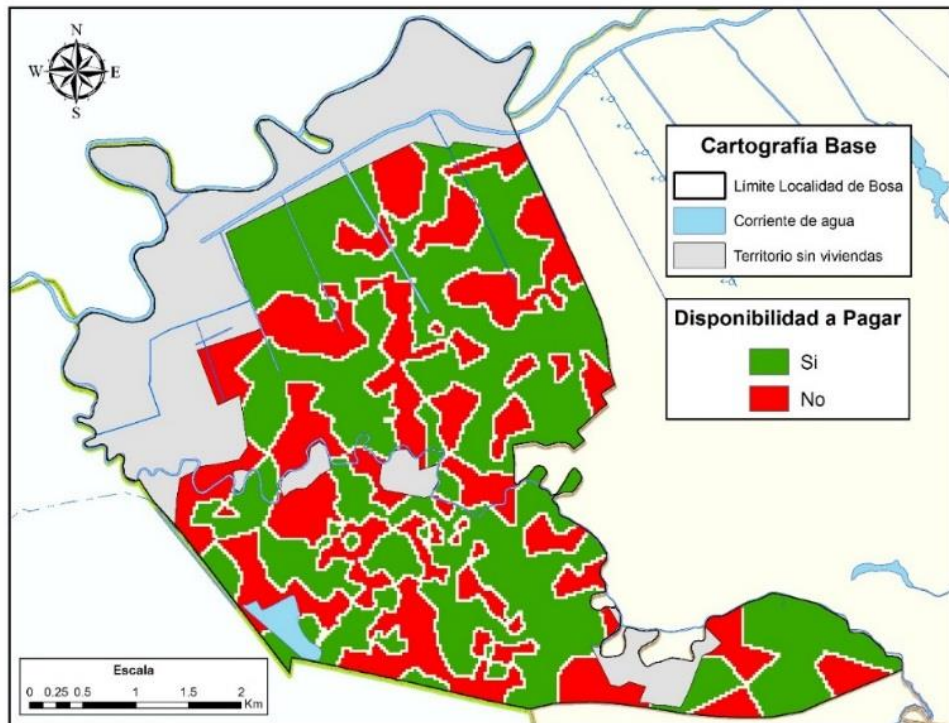 N
W E
S
Cartografía Base
Límite Localidad de Bosa
Corriente de agua
Territorio sin viviendas
Disponibilidad a Pagar
Si
No
Escala
0 0.25 0.5 1 1.5 2
Km